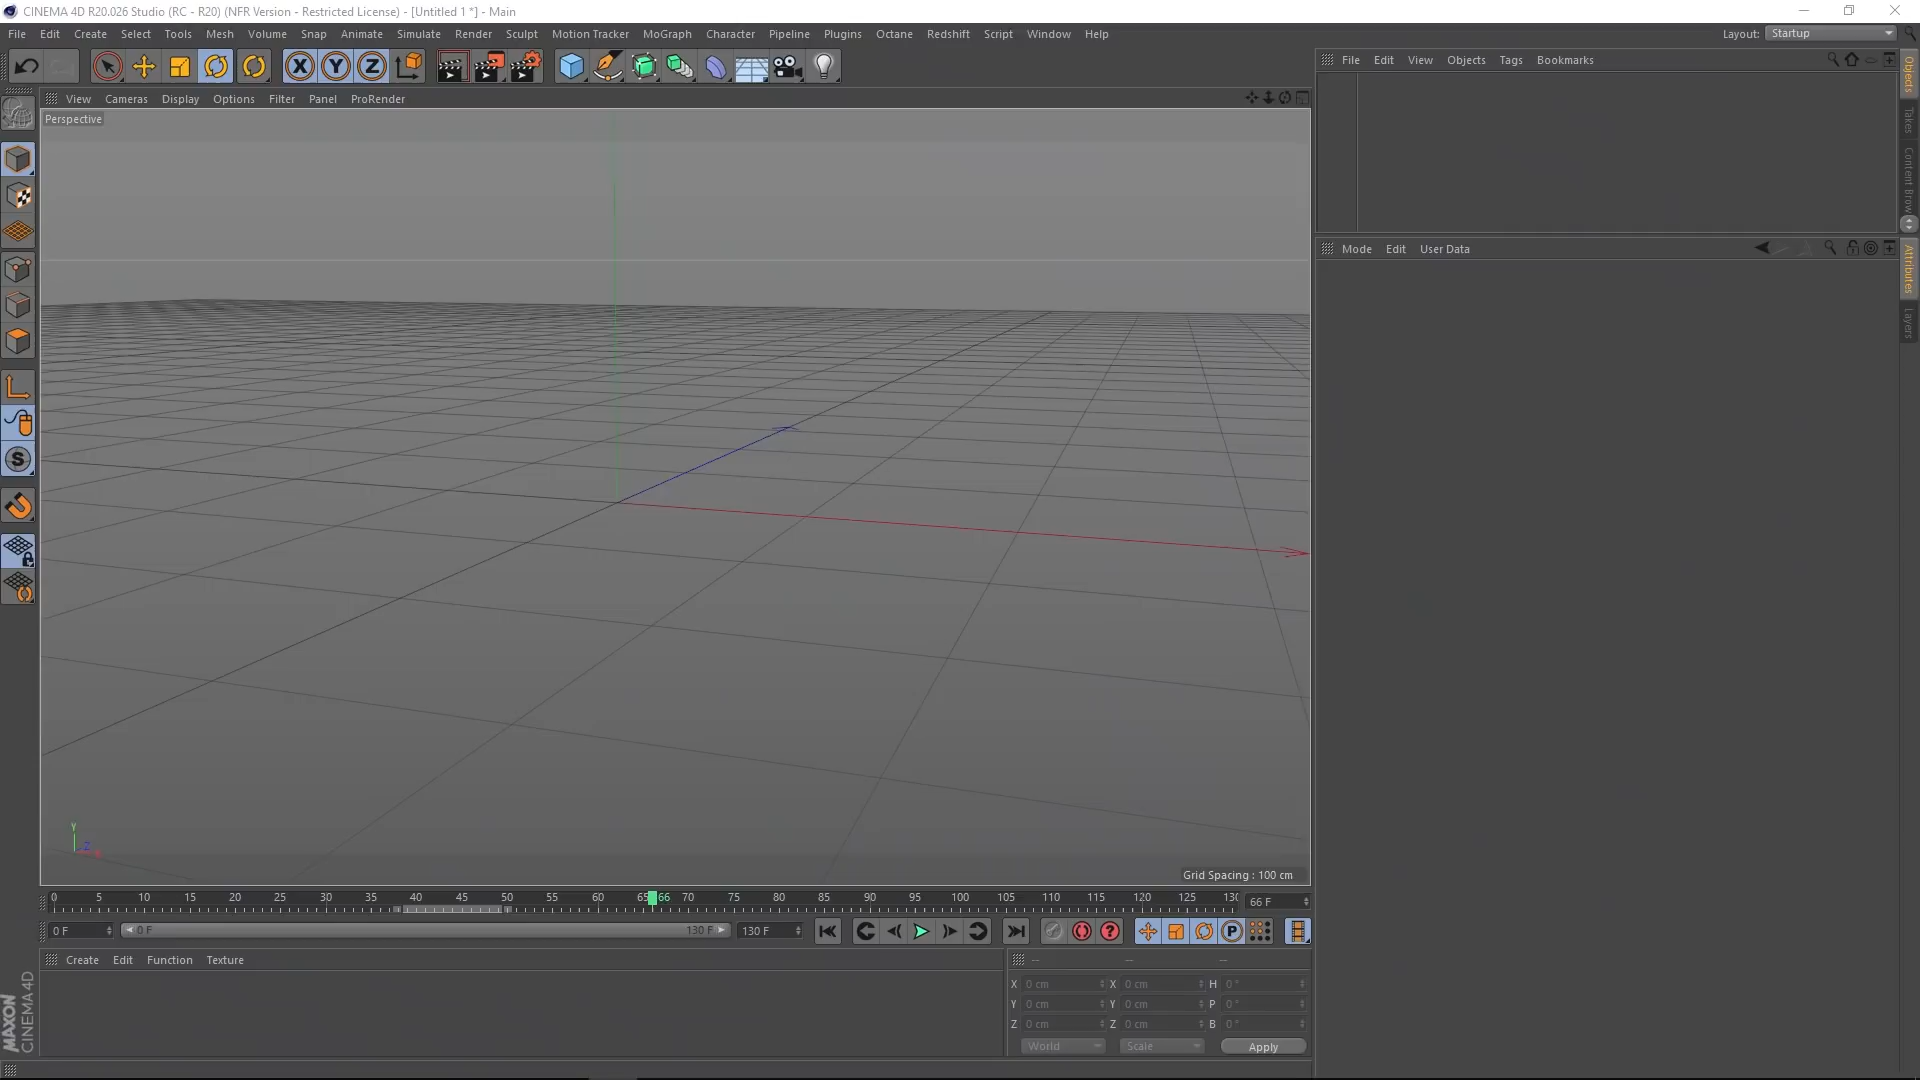 CINEMA 4D R20.026 Studio (RC - R20) (NFR Version - Restricted License) - [Untitled 1 *] - Main
File Edit Create Select Tools Mesh Volume Snap Animate Simulate Render Sculpt Motion Tracker MoGraph Character Pipeline Plugins Octane Redshift Script Window Help
Layout: Startup
X Y Z
File Edit View Objects Tags Bookmarks
View Cameras Display Options Filter Panel ProRender
Perspective
Objects
Takes
Content Brow
Mode Edit User Data
Attributes
Layers
S
Y
Z
X
Grid Spacing : 100 cm
0 5 10 15 20 25 30 35 40 45 50 55 60 65 66 70 75 80 85 90 95 100 105 110 115 120 125 130
66 F
0 F
0 F
130 F
130 F
? P
Create Edit Function Texture
-- -- --
X 0 cm X 0 cm H 0 °
Y 0 cm Y 0 cm P 0 °
Z 0 cm Z 0 cm B 0 °
World Scale Apply
MAXON
CINEMA 4D